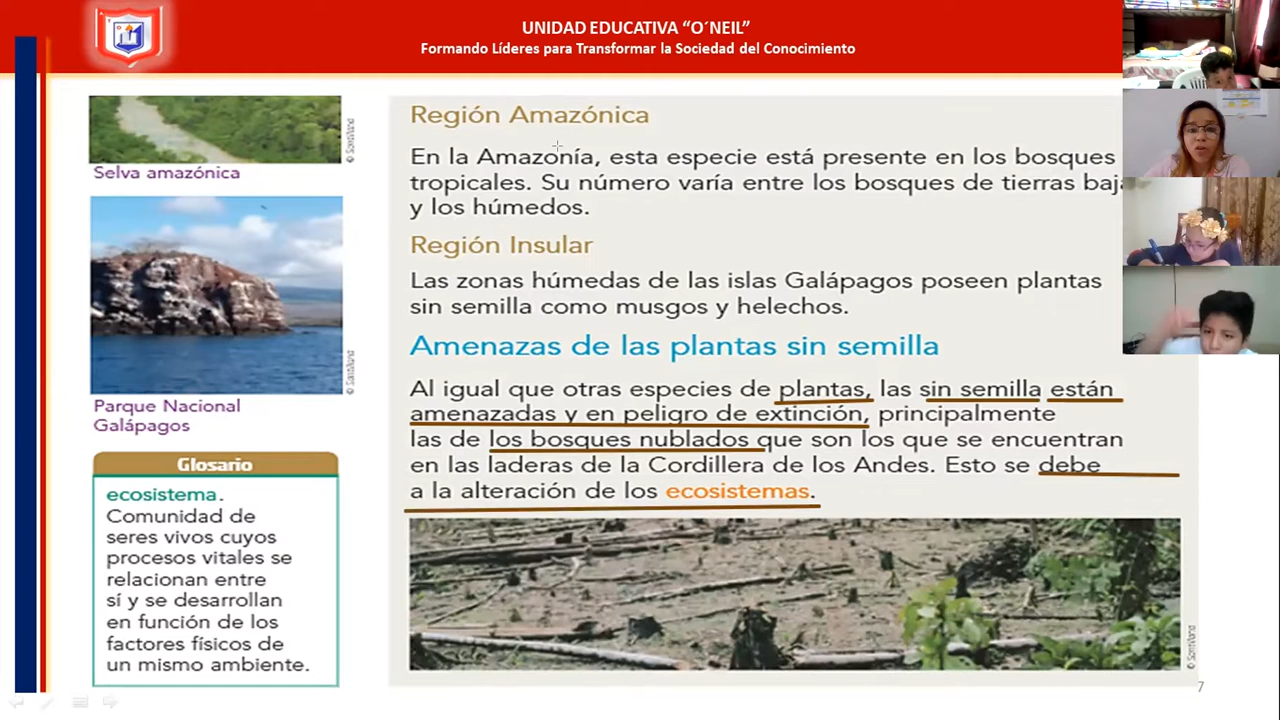 UNIDAD EDUCATIVA “O´NEIL”
Formando Líderes para Transformar la Sociedad del Conocimiento
© Santillana
Selva amazónica
© Santillana
Parque Nacional
Galápagos
Glosario
ecosistema.
Comunidad de
seres vivos cuyos
procesos vitales se
relacionan entre
sí y se desarrollan
en función de los
factores físicos de
un mismo ambiente.
Región Amazónica
En la Amazonía, esta especie está presente en los bosques
tropicales. Su número varía entre los bosques de tierras
y los húmedos.
Región Insular
Las zonas húmedas de las islas Galápagos poseen plantas
sin semilla como musgos y helechos.
Amenazas de las plantas sin semilla
Al igual que otras especies de plantas, las sin semilla están
amenazadas y en peligro de extinción, principalmente
las de los bosques nublados que son los que se encuentran
en las laderas de la Cordillera de los Andes. Esto se debe
a la alteración de los ecosistemas.
© Santillana
7